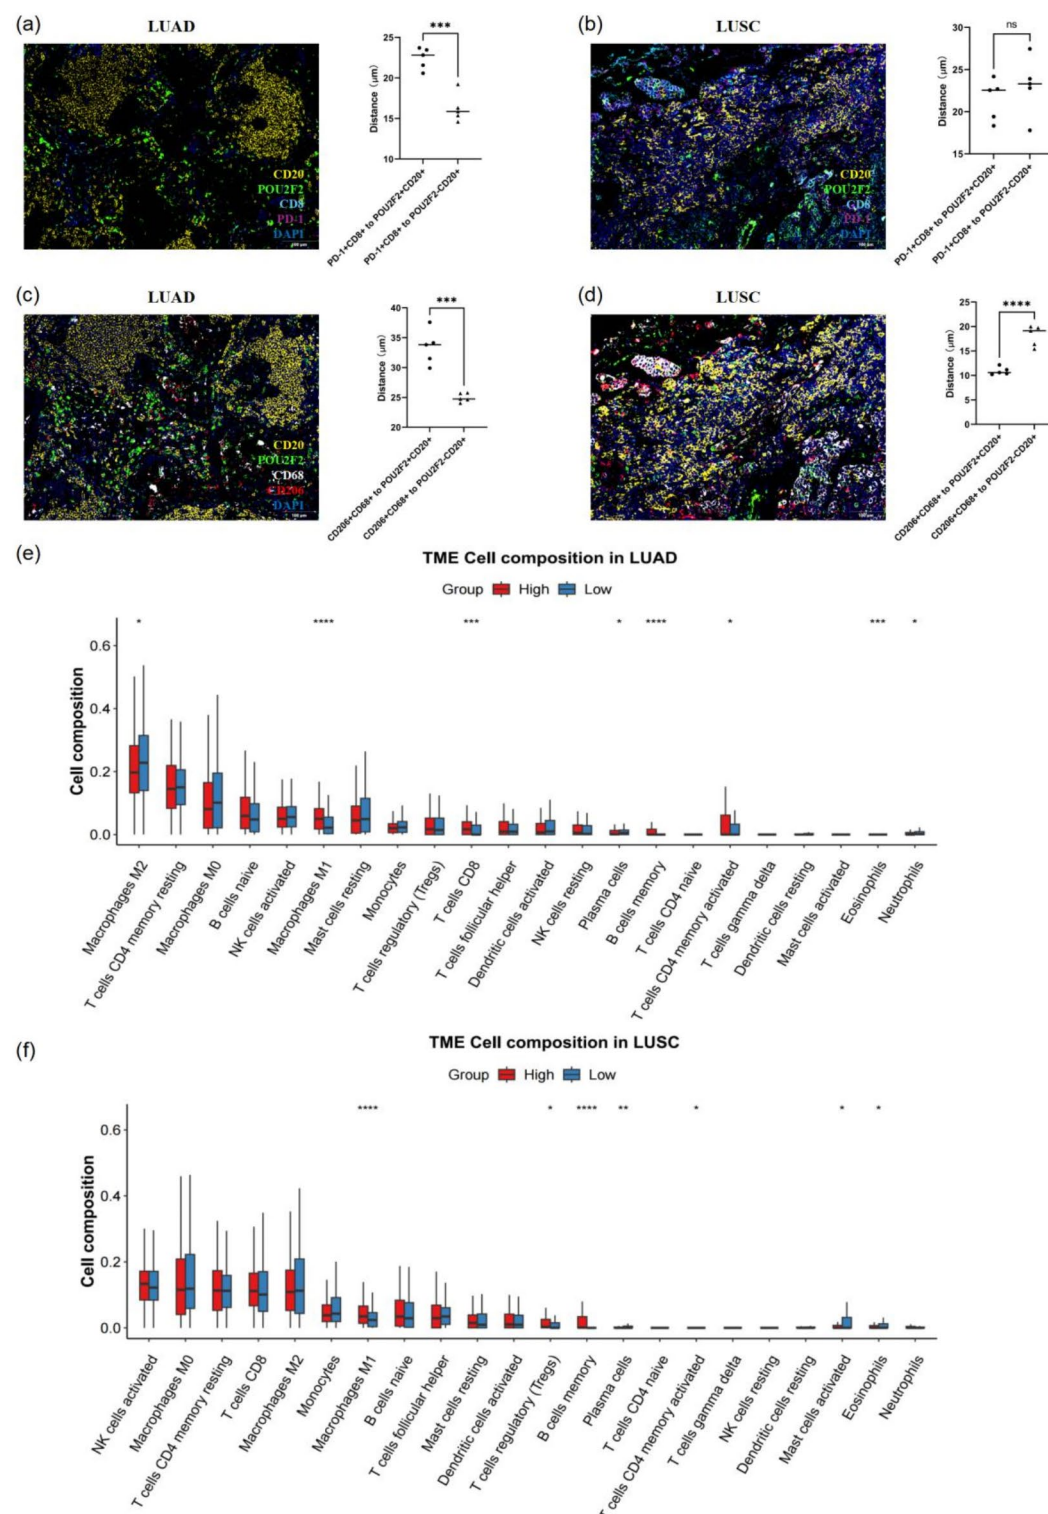 (a)
LUAD
CD20
POU2F2
CD8
PD-1
DAPI
100 μm
Distance (μm)
25
20
15
10
***
PD-1+CD8+ to POU2F2+CD20+
PD-1+CD8+ to POU2F2-CD20+
(b)
LUSC
CD20
POU2F2
CD8
PD-1
DAPI
100 μm
Distance (μm)
30
25
20
15
ns
PD-1+CD8+ to POU2F2+CD20+
PD-1+CD8+ to POU2F2-CD20+
(c)
LUAD
CD20
POU2F2
CD68
CD206
DAPI
100 μm
Distance (μm)
40
35
30
25
20
***
CD206+CD68+ to POU2F2+CD20+
CD206+CD68+ to POU2F2-CD20+
(d)
LUSC
CD20
POU2F2
CD68
CD206
DAPI
100 μm
Distance (μm)
25
20
15
10
5
0
****
CD206+CD68+ to POU2F2+CD20+
CD206+CD68+ to POU2F2-CD20+
(e)
TME Cell composition in LUAD
Group High Low
* **** *** * **** * *** *
Cell composition
0.6
0.4
0.2
0.0
Macrophages M2
T cells CD4 memory resting
Macrophages M0
B cells naive
NK cells activated
Macrophages M1
Mast cells resting
Monocytes
T cells regulatory (Tregs)
T cells CD8
T cells follicular helper
Dendritic cells activated
NK cells resting
Plasma cells
B cells memory
T cells CD4 naive
T cells CD4 memory activated
T cells gamma delta
Dendritic cells resting
Mast cells activated
Eosinophils
Neutrophils
(f)
TME Cell composition in LUSC
Group High Low
**** * **** ** * * *
Cell composition
0.6
0.4
0.2
0.0
NK cells activated
Macrophages M0
T cells CD4 memory resting
T cells CD8
Macrophages M2
Monocytes
Macrophages M1
B cells naive
T cells follicular helper
Mast cells resting
Dendritic cells activated
T cells regulatory (Tregs)
B cells memory
Plasma cells
T cells CD4 naive
T cells CD4 memory activated
T cells gamma delta
NK cells resting
Dendritic cells resting
Mast cells activated
Eosinophils
Neutrophils